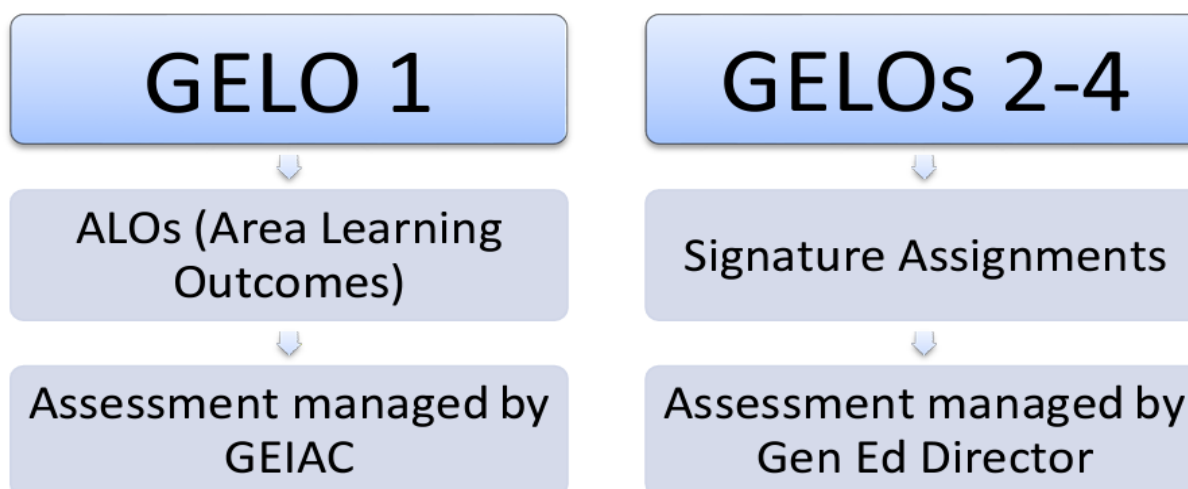 GELO 1
ALOs (Area Learning
Outcomes)
Assessment managed by
GEIAC
GELOs 2-4
Signature Assignments
Assessment managed by
Gen Ed Director